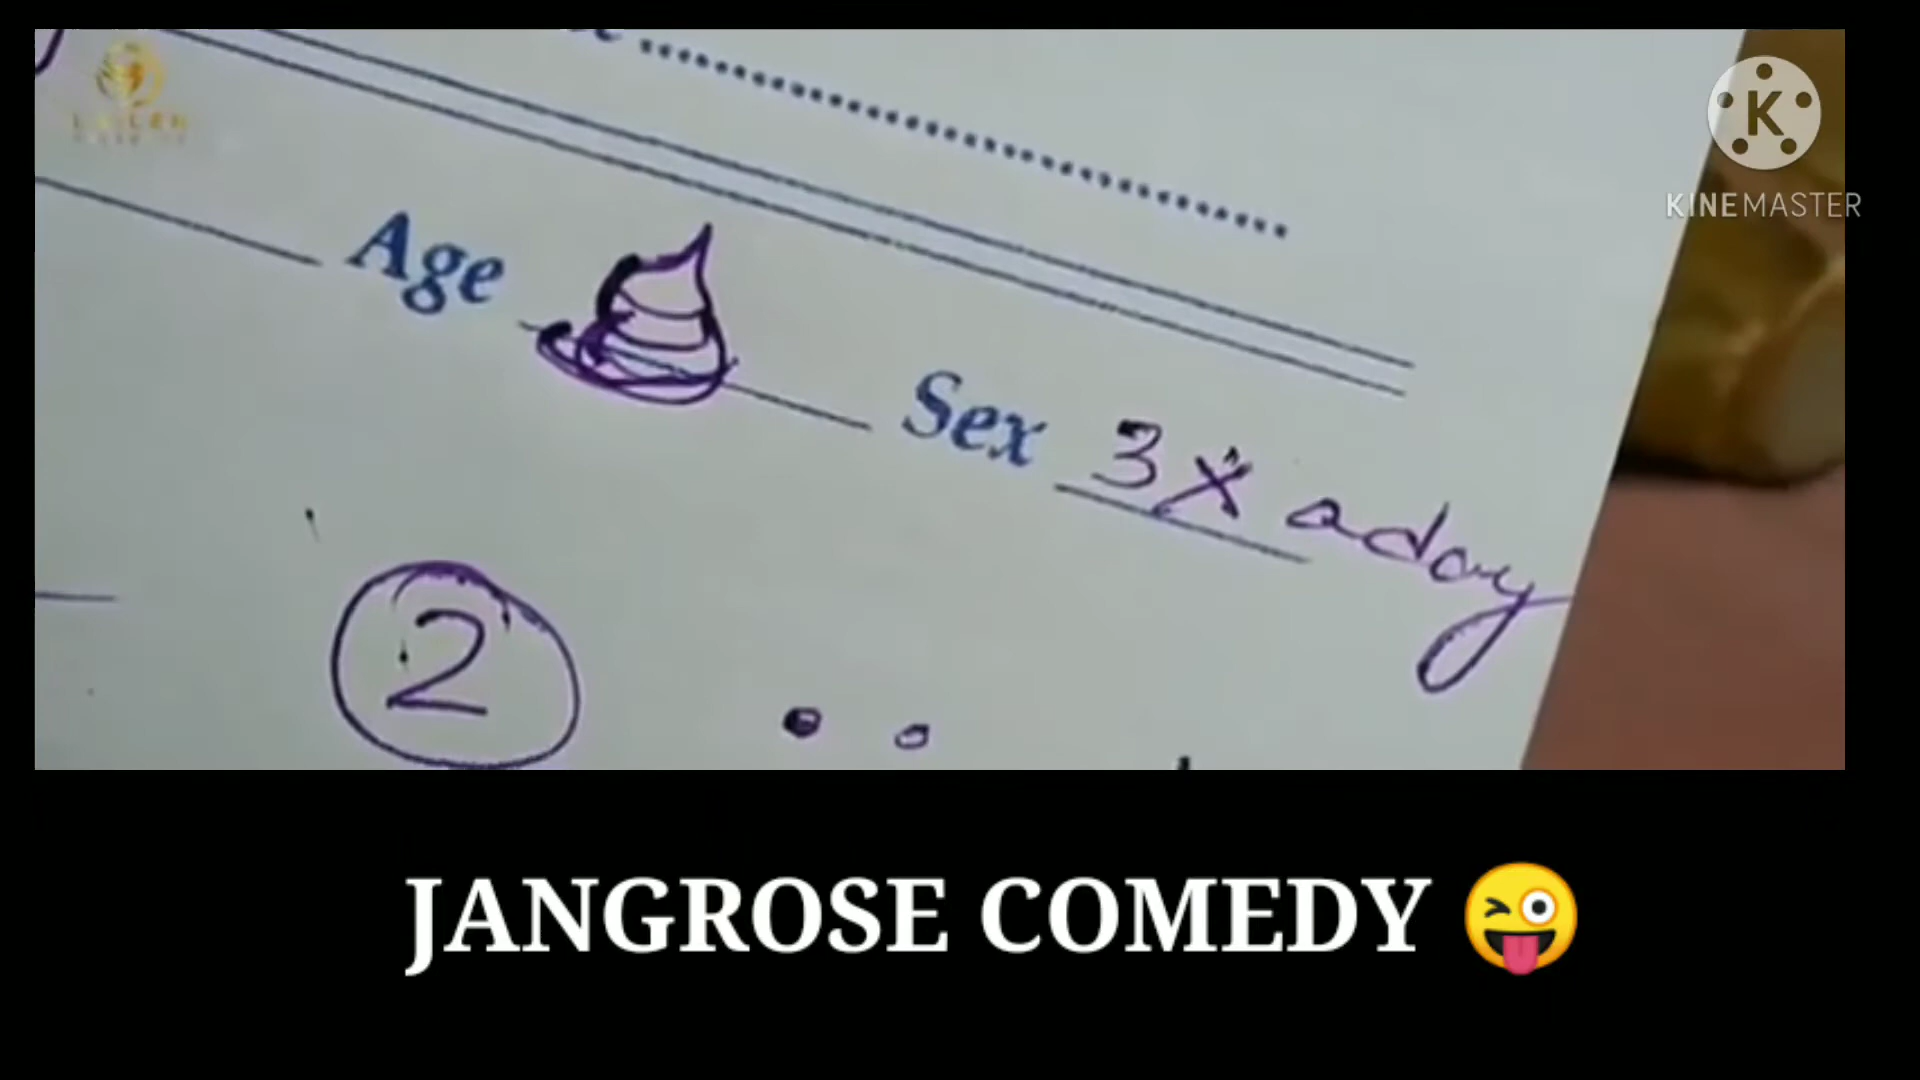 KINEMASTER
Age
Sex 3X a day
2
JANGROSE COMEDY 😜